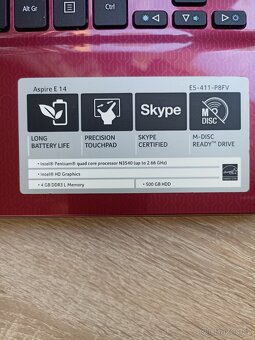 Alt Gr
Ctrl
Aspire E 14 E5-411-P8FV
Skype
M
DISC
LONG BATTERY LIFE
PRECISION TOUCHPAD
SKYPE CERTIFIED
M-DISC READY™ DRIVE
• Intel® Pentium® quad core processor N3540 (up to 2.66 GHz)
• Intel® HD Graphics
• 4 GB DDR3 L Memory • 500 GB HDD